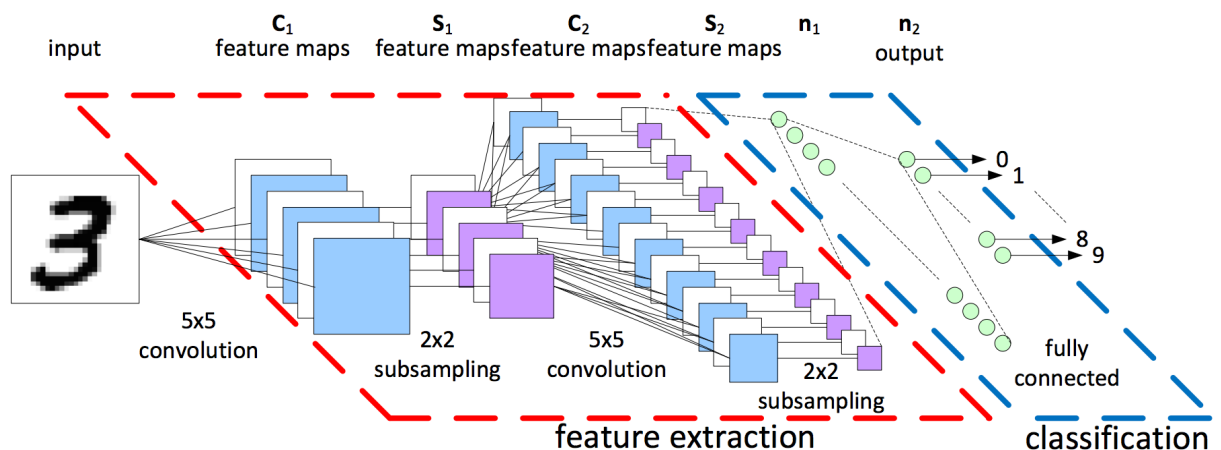 C1 S1 C2 S2 n1 n2
input feature maps feature maps feature maps feature maps output
0
1
8
9
3
5x5
convolution
2x2
subsampling
5x5
convolution
2x2
subsampling
fully
connected
feature extraction
classification